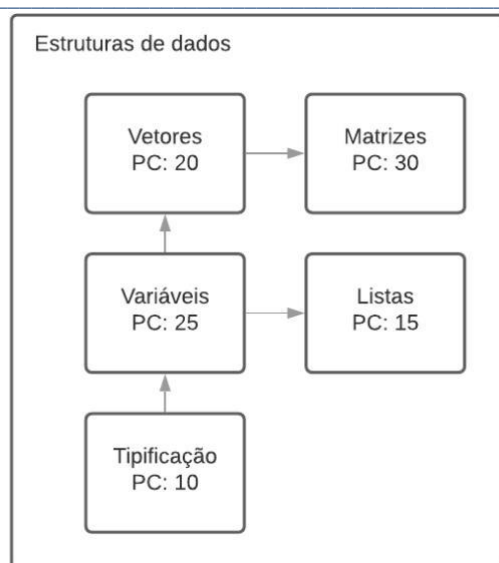 Estruturas de dados
Vetores
PC: 20
Matrizes
PC: 30
Variáveis
PC: 25
Listas
PC: 15
Tipificação
PC: 10